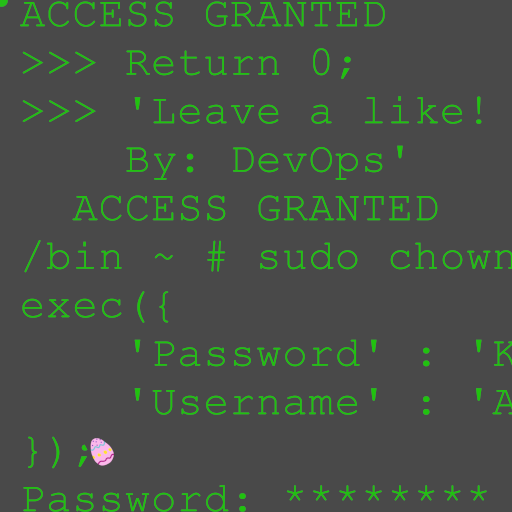 ACCESS GRANTED
>>> Return 0;
>>> 'Leave a like!
By: DevOps'
ACCESS GRANTED
/bin ~ # sudo chown
exec({
'Password' : 'K
'Username' : 'A
});
Password: ********